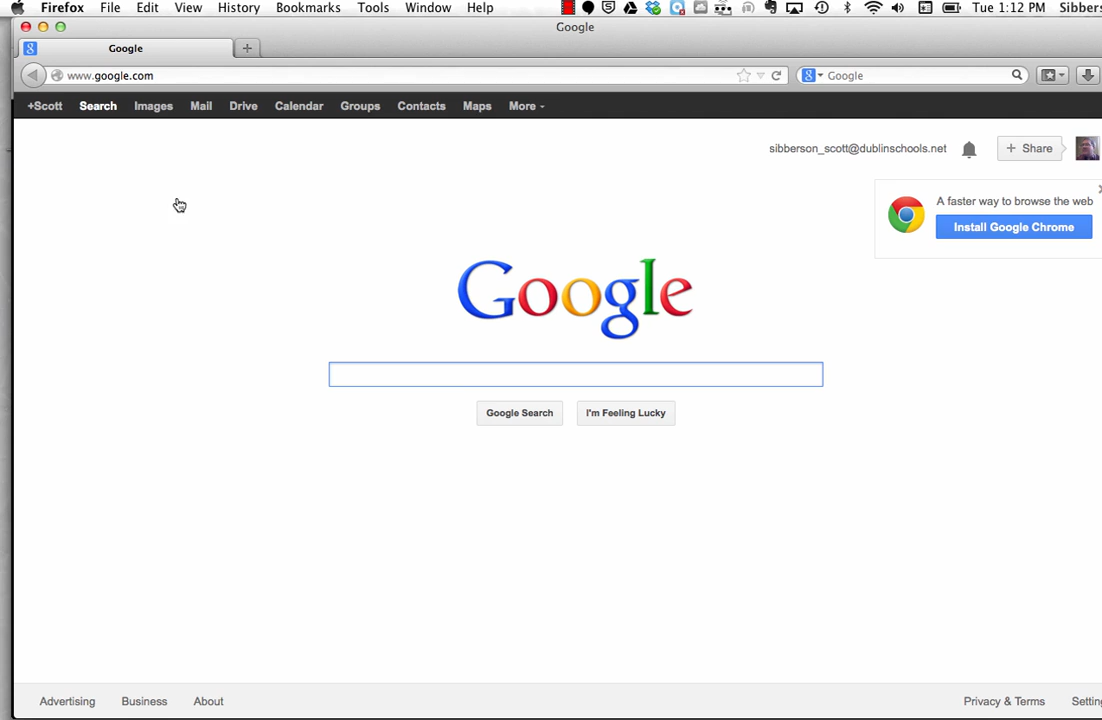 Firefox File Edit View History Bookmarks Tools Window Help Tue 1:12 PM Sibbers
Google
Google
www.google.com
Google
+Scott Search Images Mail Drive Calendar Groups Contacts Maps More
sibberson_scott@dublinschools.net
+ Share
A faster way to browse the web
Install Google Chrome
Google
Google Search I'm Feeling Lucky
Advertising Business About Privacy & Terms Setting